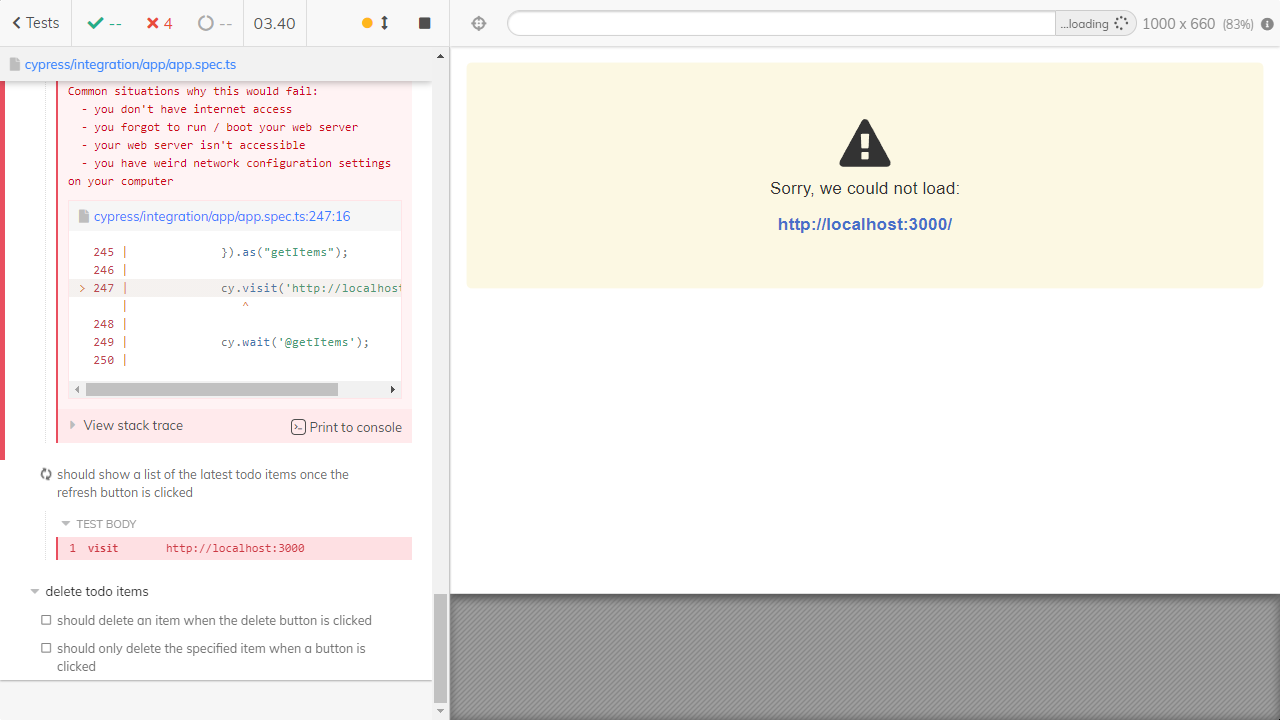 Tests
--
4
--
03.40
...loading
1000 x 660 (83%)
cypress/integration/app/app.spec.ts
Common situations why this would fail:
- you don't have internet access
- you forgot to run / boot your web server
- your web server isn't accessible
- you have weird network configuration settings
on your computer
cypress/integration/app/app.spec.ts:247:16
245 | }).as("getItems");
246 |
> 247 | cy.visit('http://localhost
| ^
248 |
249 | cy.wait('@getItems');
250 |
View stack trace
Print to console
should show a list of the latest todo items once the
refresh button is clicked
TEST BODY
1 visit http://localhost:3000
delete todo items
should delete an item when the delete button is clicked
should only delete the specified item when a button is
clicked
Sorry, we could not load:
http://localhost:3000/